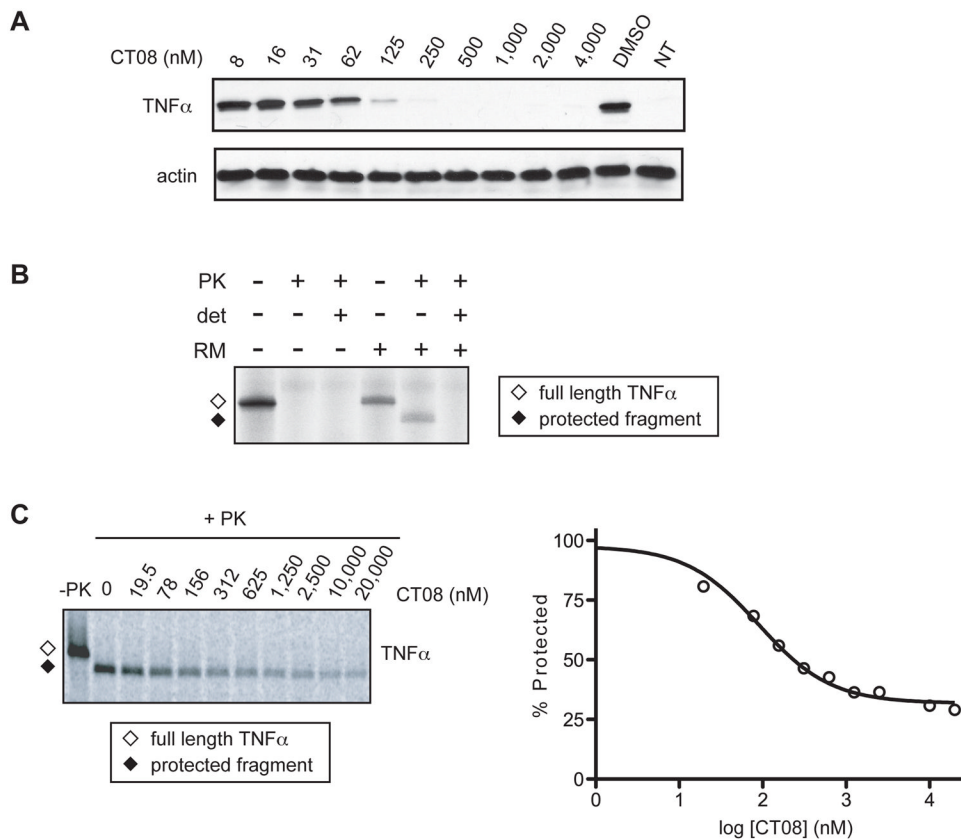 A
CT08 (nM) 8 16 31 62 125 250 500 1,000 2,000 4,000 DMSO NT
TNFα
actin
B
PK - + + - + +
det - - + - - +
RM - - - + + +
◇ full length TNFα
◆ protected fragment
C
+ PK
-PK 0 19.5 78 156 312 625 1,250 2,500 10,000 20,000 CT08 (nM)
TNFα
◇ full length TNFα
◆ protected fragment
% Protected
100
75
50
25
0
0 1 2 3 4
log [CT08] (nM)